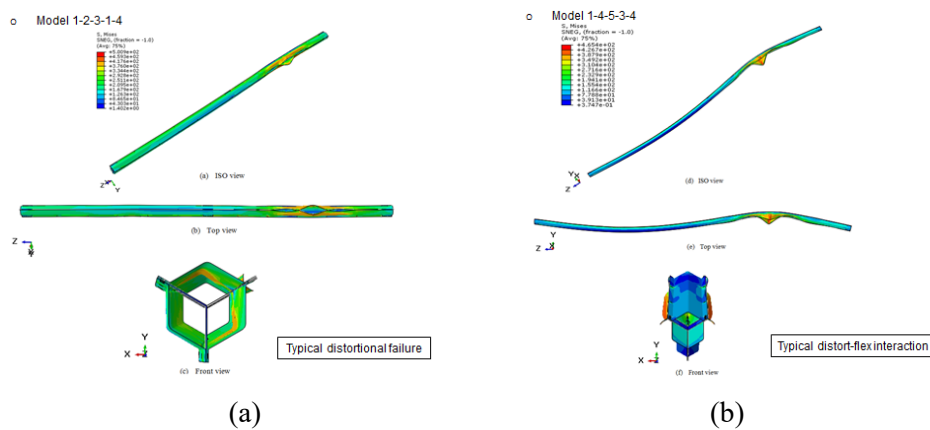 o Model 1-2-3-1-4
S, Mises
SNEG, (fraction = -1.0)
(Avg: 75%)
(a) ISO view
Z Y
(b) Top view
Z
X Y
(c) Front view
Typical distortional failure
(a)
o Model 1-4-5-3-4
S, Mises
SNEG, (fraction = -1.0)
(Avg: 75%)
+4.654e+02
+4.267e+02
+3.879e+02
+3.492e+02
+3.104e+02
+2.716e+02
+2.329e+02
+1.941e+02
+1.554e+02
+1.166e+02
+7.788e+01
+3.913e+01
+3.747e-01
Y X
Z
(d) ISO view
Y
Z X
(e) Top view
Y
X
(f) Front view
Typical distort-flex interaction
(b)